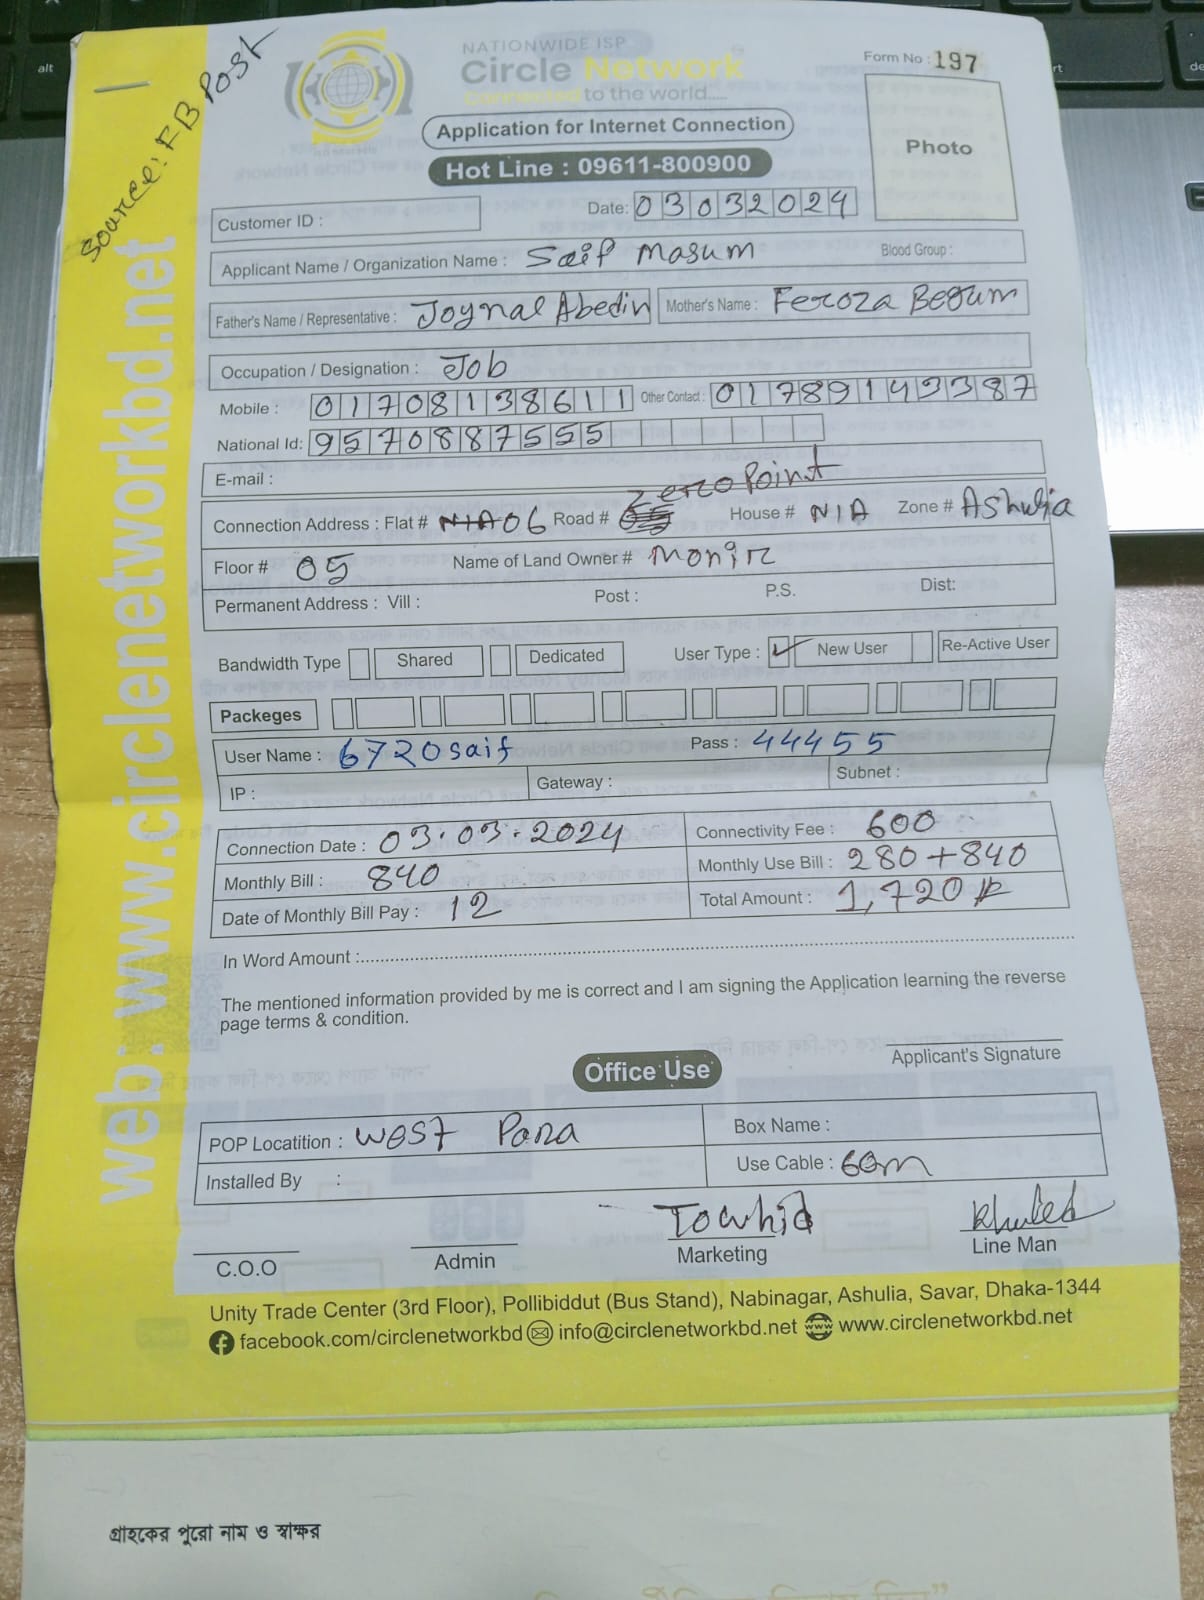 alt
Source: FB Post
NATIONWIDE ISP
Circle Network
Connected to the world.....
Form No : 197
Application for Internet Connection
Photo
Hot Line : 09611-800900
Customer ID :
Date: 03032024
Applicant Name / Organization Name : Saif Masum Blood Group :
Father's Name / Representative : Joynal Abedin Mother's Name : Feroza Begum
Occupation / Designation : Job
Mobile : 01708138611 Other Contact : 01789143387
National Id: 9570887555
E-mail :
Connection Address : Flat # N/A 06 Road # Zero Point House # N/A Zone # Ashulia
Floor # 05 Name of Land Owner # Monir
Permanent Address : Vill : Post : P.S. Dist:
Bandwidth Type Shared Dedicated User Type : ✓ New User Re-Active User
Packeges
User Name : 6720saif Pass : 44455
IP : Gateway : Subnet :
Connection Date : 03.03.2024 Connectivity Fee : 600
Monthly Bill : 840 Monthly Use Bill : 280+840
Date of Monthly Bill Pay : 12 Total Amount : 1,720
In Word Amount :
The mentioned information provided by me is correct and I am signing the Application learning the reverse
page terms & condition.
Applicant's Signature
Office Use
POP Locatition : West Para Box Name :
Installed By : Use Cable : 60m
Towhid Khaled
C.O.O Admin Marketing Line Man
Unity Trade Center (3rd Floor), Pollibiddut (Bus Stand), Nabinagar, Ashulia, Savar, Dhaka-1344
facebook.com/circlenetworkbd info@circlenetworkbd.net www.circlenetworkbd.net
web: www.circlenetworkbd.net
গ্রাহকের পুরো নাম ও স্বাক্ষর